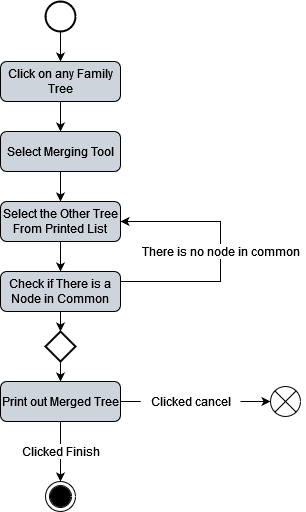 Click on any Family
Tree
Select Merging Tool
Select the Other Tree
From Printed List
There is no node in common
Check if There is a
Node in Common
Print out Merged Tree
Clicked cancel
Clicked Finish